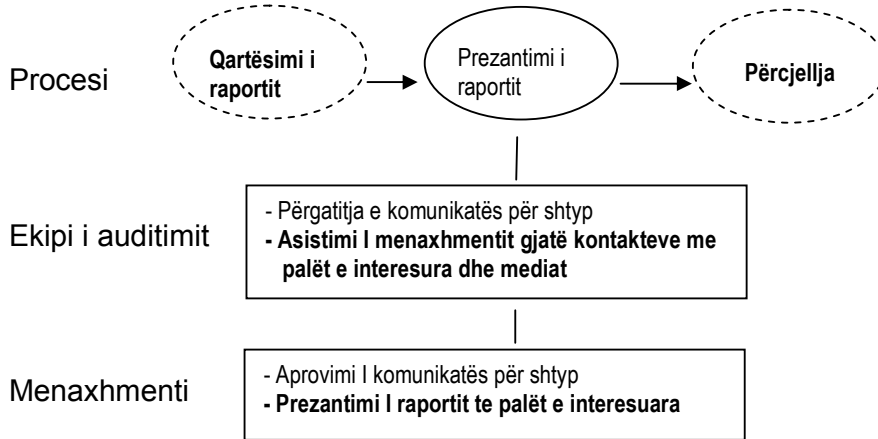 Procesi
Qartësimi i
raportit
Prezantimi i
raportit
Përcjellja
Ekipi i auditimit
- Përgatitja e komunikatës për shtyp
- Asistimi I menaxhmentit gjatë kontakteve me
palët e interesura dhe mediat
Menaxhmenti
- Aprovimi I komunikatës për shtyp
- Prezantimi I raportit te palët e interesuara